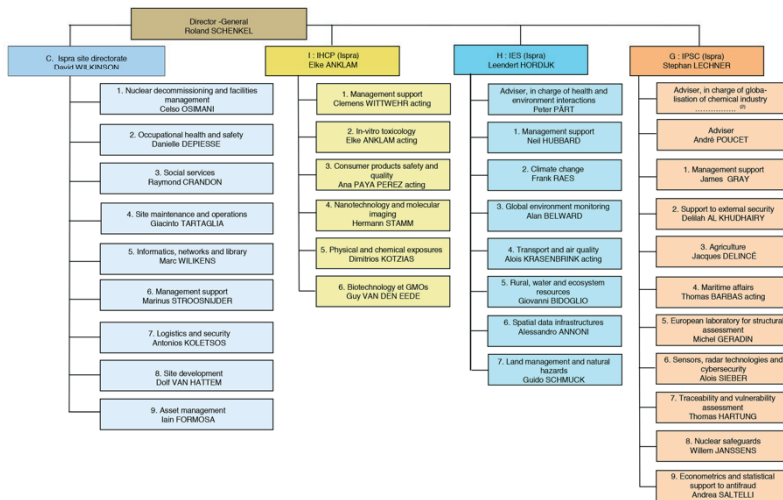 Director -General
Roland SCHENKEL
C. Ispra site directorate
David WILKINSON
1. Nuclear decommissioning and facilities
management
Celso OSIMANI
2. Occupational health and safety
Danielle DEPIESSE
3. Social services
Raymond CRANDON
4. Site maintenance and operations
Giacinto TARTAGLIA
5. Informatics, networks and library
Marc WILIKENS
6. Management support
Marinus STROOSNIJDER
7. Logistics and security
Antonios KOLETSOS
8. Site development
Dolf VAN HATTEM
9. Asset management
Iain FORMOSA
I : IHCP (Ispra)
Elke ANKLAM
1. Management support
Clemens WITTWEHR acting
2. In-vitro toxicology
Elke ANKLAM acting
3. Consumer products safety and
quality
Ana PAYA PEREZ acting
4. Nanotechnology and molecular
imaging
Hermann STAMM
5. Physical and chemical exposures
Dimitrios KOTZIAS
6. Biotechnology et GMOs
Guy VAN DEN EEDE
H : IES (Ispra)
Leendert HORDIJK
Adviser, in charge of health and
environment interactions
Peter PÄRT
1. Management support
Neil HUBBARD
2. Climate change
Frank RAES
3. Global environment monitoring
Alan BELWARD
4. Transport and air quality
Alois KRASENBRINK acting
5. Rural, water and ecosystem
resources
Giovanni BIDOGLIO
6. Spatial data infrastructures
Alessandro ANNONI
7. Land management and natural
hazards
Guido SCHMUCK
G : IPSC (Ispra)
Stephan LECHNER
Adviser, in charge of globa-
lisation of chemical industry
................ (2)
Adviser
André POUCET
1. Management support
James GRAY
2. Support to external security
Delilah AL KHUDHAIRY
3. Agriculture
Jacques DELINCÉ
4. Maritime affairs
Thomas BARBAS acting
5. European laboratory for structural
assessment
Michel GERADIN
6. Sensors, radar technologies and
cybersecurity
Alois SIEBER
7. Traceability and vulnerability
assessment
Thomas HARTUNG
8. Nuclear safeguards
Willem JANSSENS
9. Econometrics and statistical
support to antifraud
Andrea SALTELLI